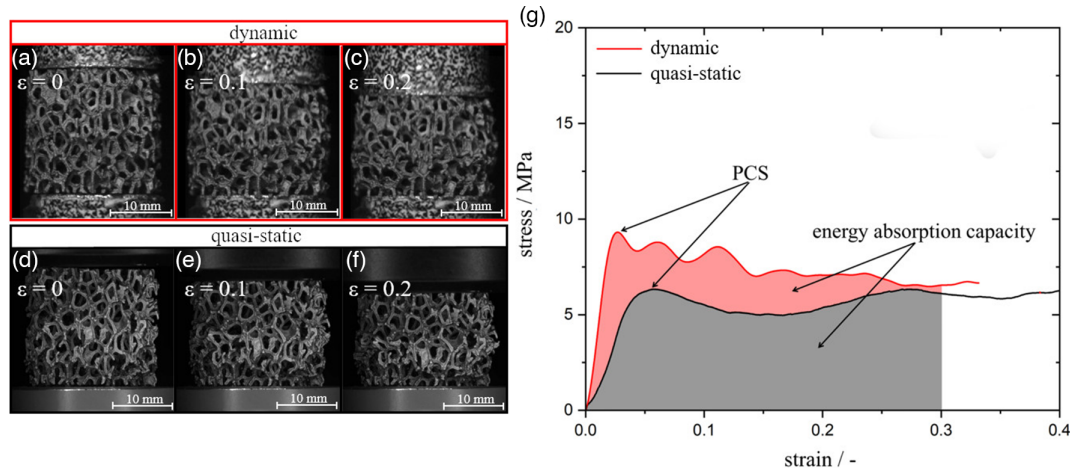 dynamic
(a)
ε = 0
10 mm
(b)
ε = 0.1
10 mm
(c)
ε = 0.2
10 mm
quasi-static
(d)
ε = 0
10 mm
(e)
ε = 0.1
10 mm
(f)
ε = 0.2
10 mm
(g)
20
15
10
5
0
stress / MPa
dynamic
quasi-static
PCS
energy absorption capacity
0.0
0.1
0.2
0.3
0.4
strain / -